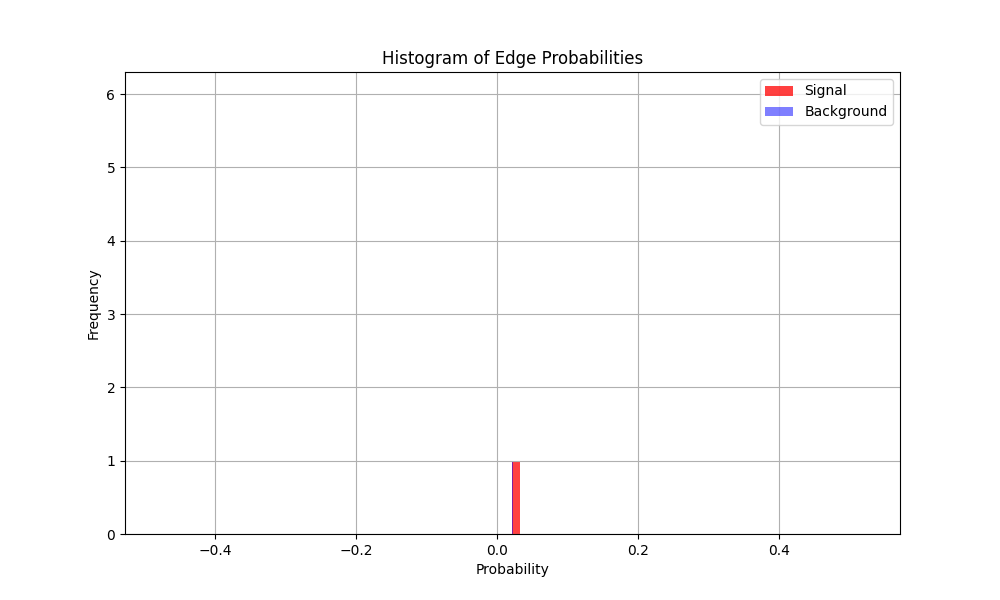 Histogram of Edge Probabilities
Signal
Background
6
5
4
3
2
1
0
Frequency
−0.4
−0.2
0.0
0.2
0.4
Probability